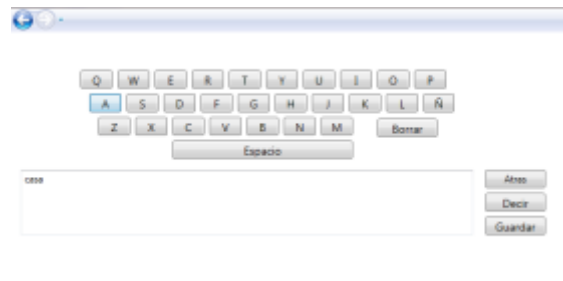 Q W E R T Y U I O P
A S D F G H J K L Ñ
Z X C V B N M Borrar
Espacio
casa Atras
Decir
Guardar